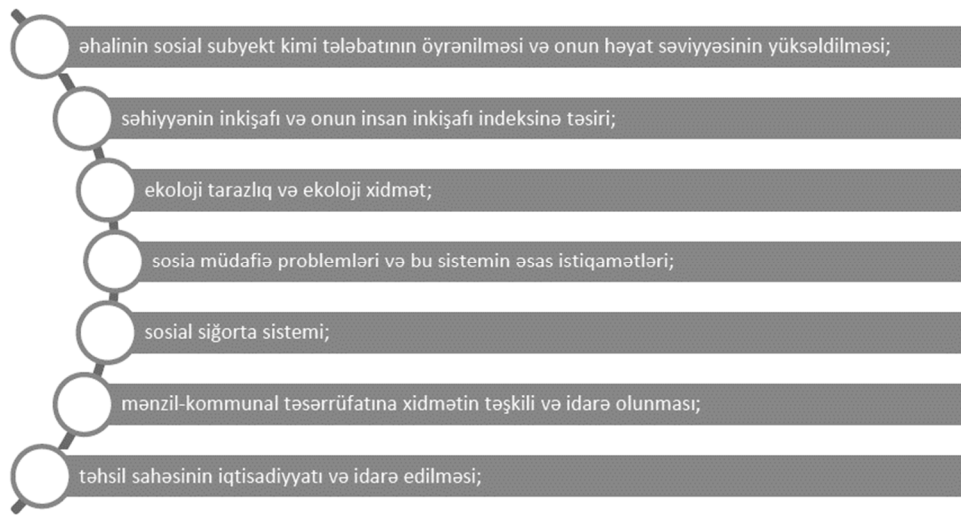 əhalinin sosial subyekt kimi tələbatının öyrənilməsi və onun həyat səviyyəsinin yüksəldilməsi;
səhiyyənin inkişafı və onun insan inkişafı indeksinə təsiri;
ekoloji tarazlıq və ekoloji xidmət;
sosia müdafiə problemləri və bu sistemin əsas istiqamətləri;
sosial siğorta sistemi;
mənzil-kommunal təsərrüfatına xidmətin təşkili və idarə olunması;
təhsil sahəsinin iqtisadiyyatı və idarə edilməsi;